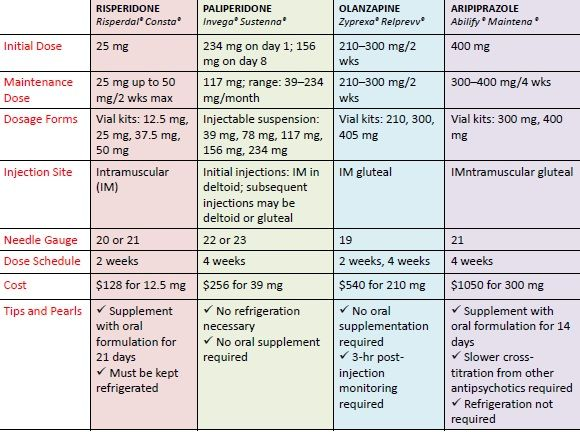 RISPERIDONE
Risperdal® Consta®
PALIPERIDONE
Invega® Sustenna®
OLANZAPINE
Zyprexa® Relprevv®
ARIPIPRAZOLE
Abilify ® Maintena ®
Initial Dose
25 mg
234 mg on day 1; 156
mg on day 8
210–300 mg/2
wks
400 mg
Maintenance
Dose
25 mg up to 50
mg/2 wks max
117 mg; range: 39–234
mg/month
210–300 mg/2
wks
300–400 mg/4 wks
Dosage Forms
Vial kits: 12.5 mg,
25 mg, 37.5 mg,
50 mg
Injectable suspension:
39 mg, 78 mg, 117 mg,
156 mg, 234 mg
Vial kits: 210, 300,
405 mg
Vial kits: 300 mg, 400
mg
Injection Site
Intramuscular
(IM)
Initial injections: IM in
deltoid; subsequent
injections may be
deltoid or gluteal
IM gluteal
IMntramuscular gluteal
Needle Gauge
20 or 21
22 or 23
19
21
Dose Schedule
2 weeks
4 weeks
2 weeks, 4 weeks
4 weeks
Cost
$128 for 12.5 mg
$256 for 39 mg
$540 for 210 mg
$1050 for 300 mg
Tips and Pearls
✓ Supplement
with oral
formulation for
21 days
✓ Must be kept
refrigerated
✓ No refrigeration
necessary
✓ No oral supplement
required
✓ No oral
supplementation
required
✓ 3-hr post-
injection
monitoring
required
✓ Supplement with
oral formulation for 14
days
✓ Slower cross-
titration from other
antipsychotics required
✓ Refrigeration not
required